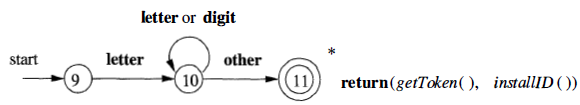 letter or digit
start letter other *
9 10 11 return(getToken( ), installID ( ))